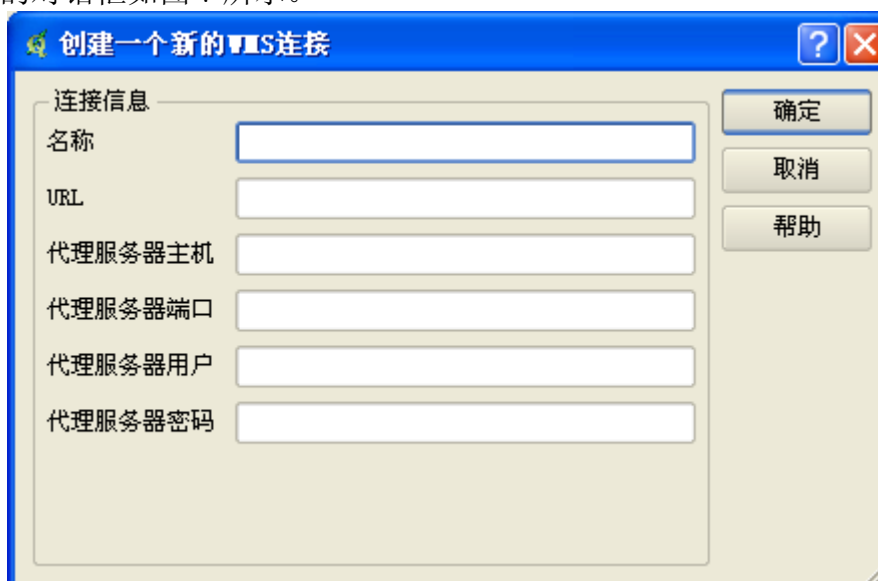 创建一个新的WMS连接
连接信息
名称
URL
代理服务器主机
代理服务器端口
代理服务器用户
代理服务器密码
确定
取消
帮助